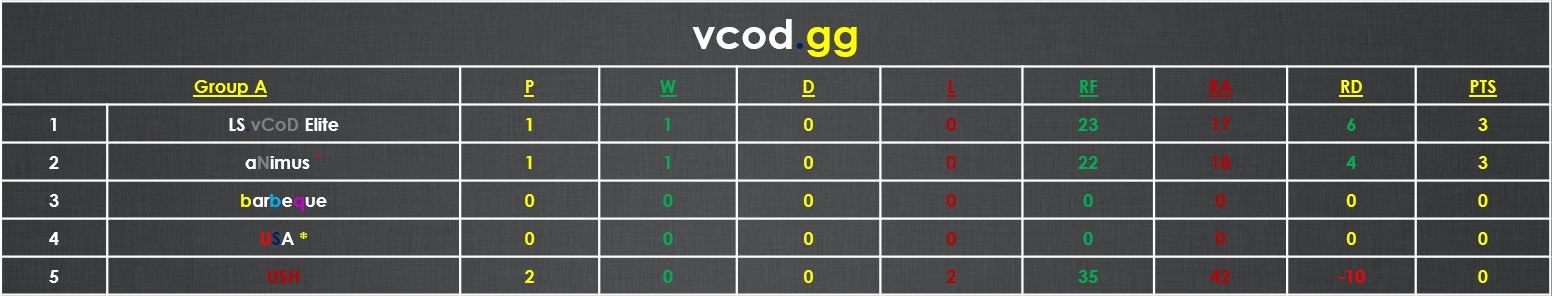 vcod.gg
Group A P W D L RF RA RD PTS
1 LS.vCoD Elite 1 1 0 0 23 17 6 3
2 aNimus 1 1 0 0 22 18 4 3
3 barbeque 0 0 0 0 0 0 0 0
4 USA * 0 0 0 0 0 0 0 0
5 USH 2 0 0 2 35 42 -10 0